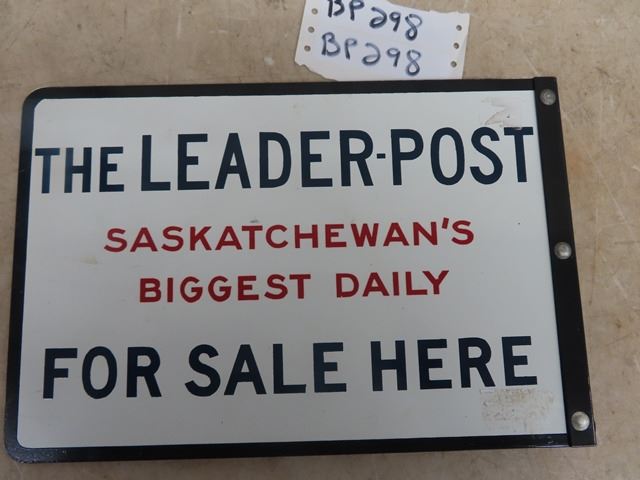 BP298
BP298
THE LEADER-POST
SASKATCHEWAN'S
BIGGEST DAILY
FOR SALE HERE